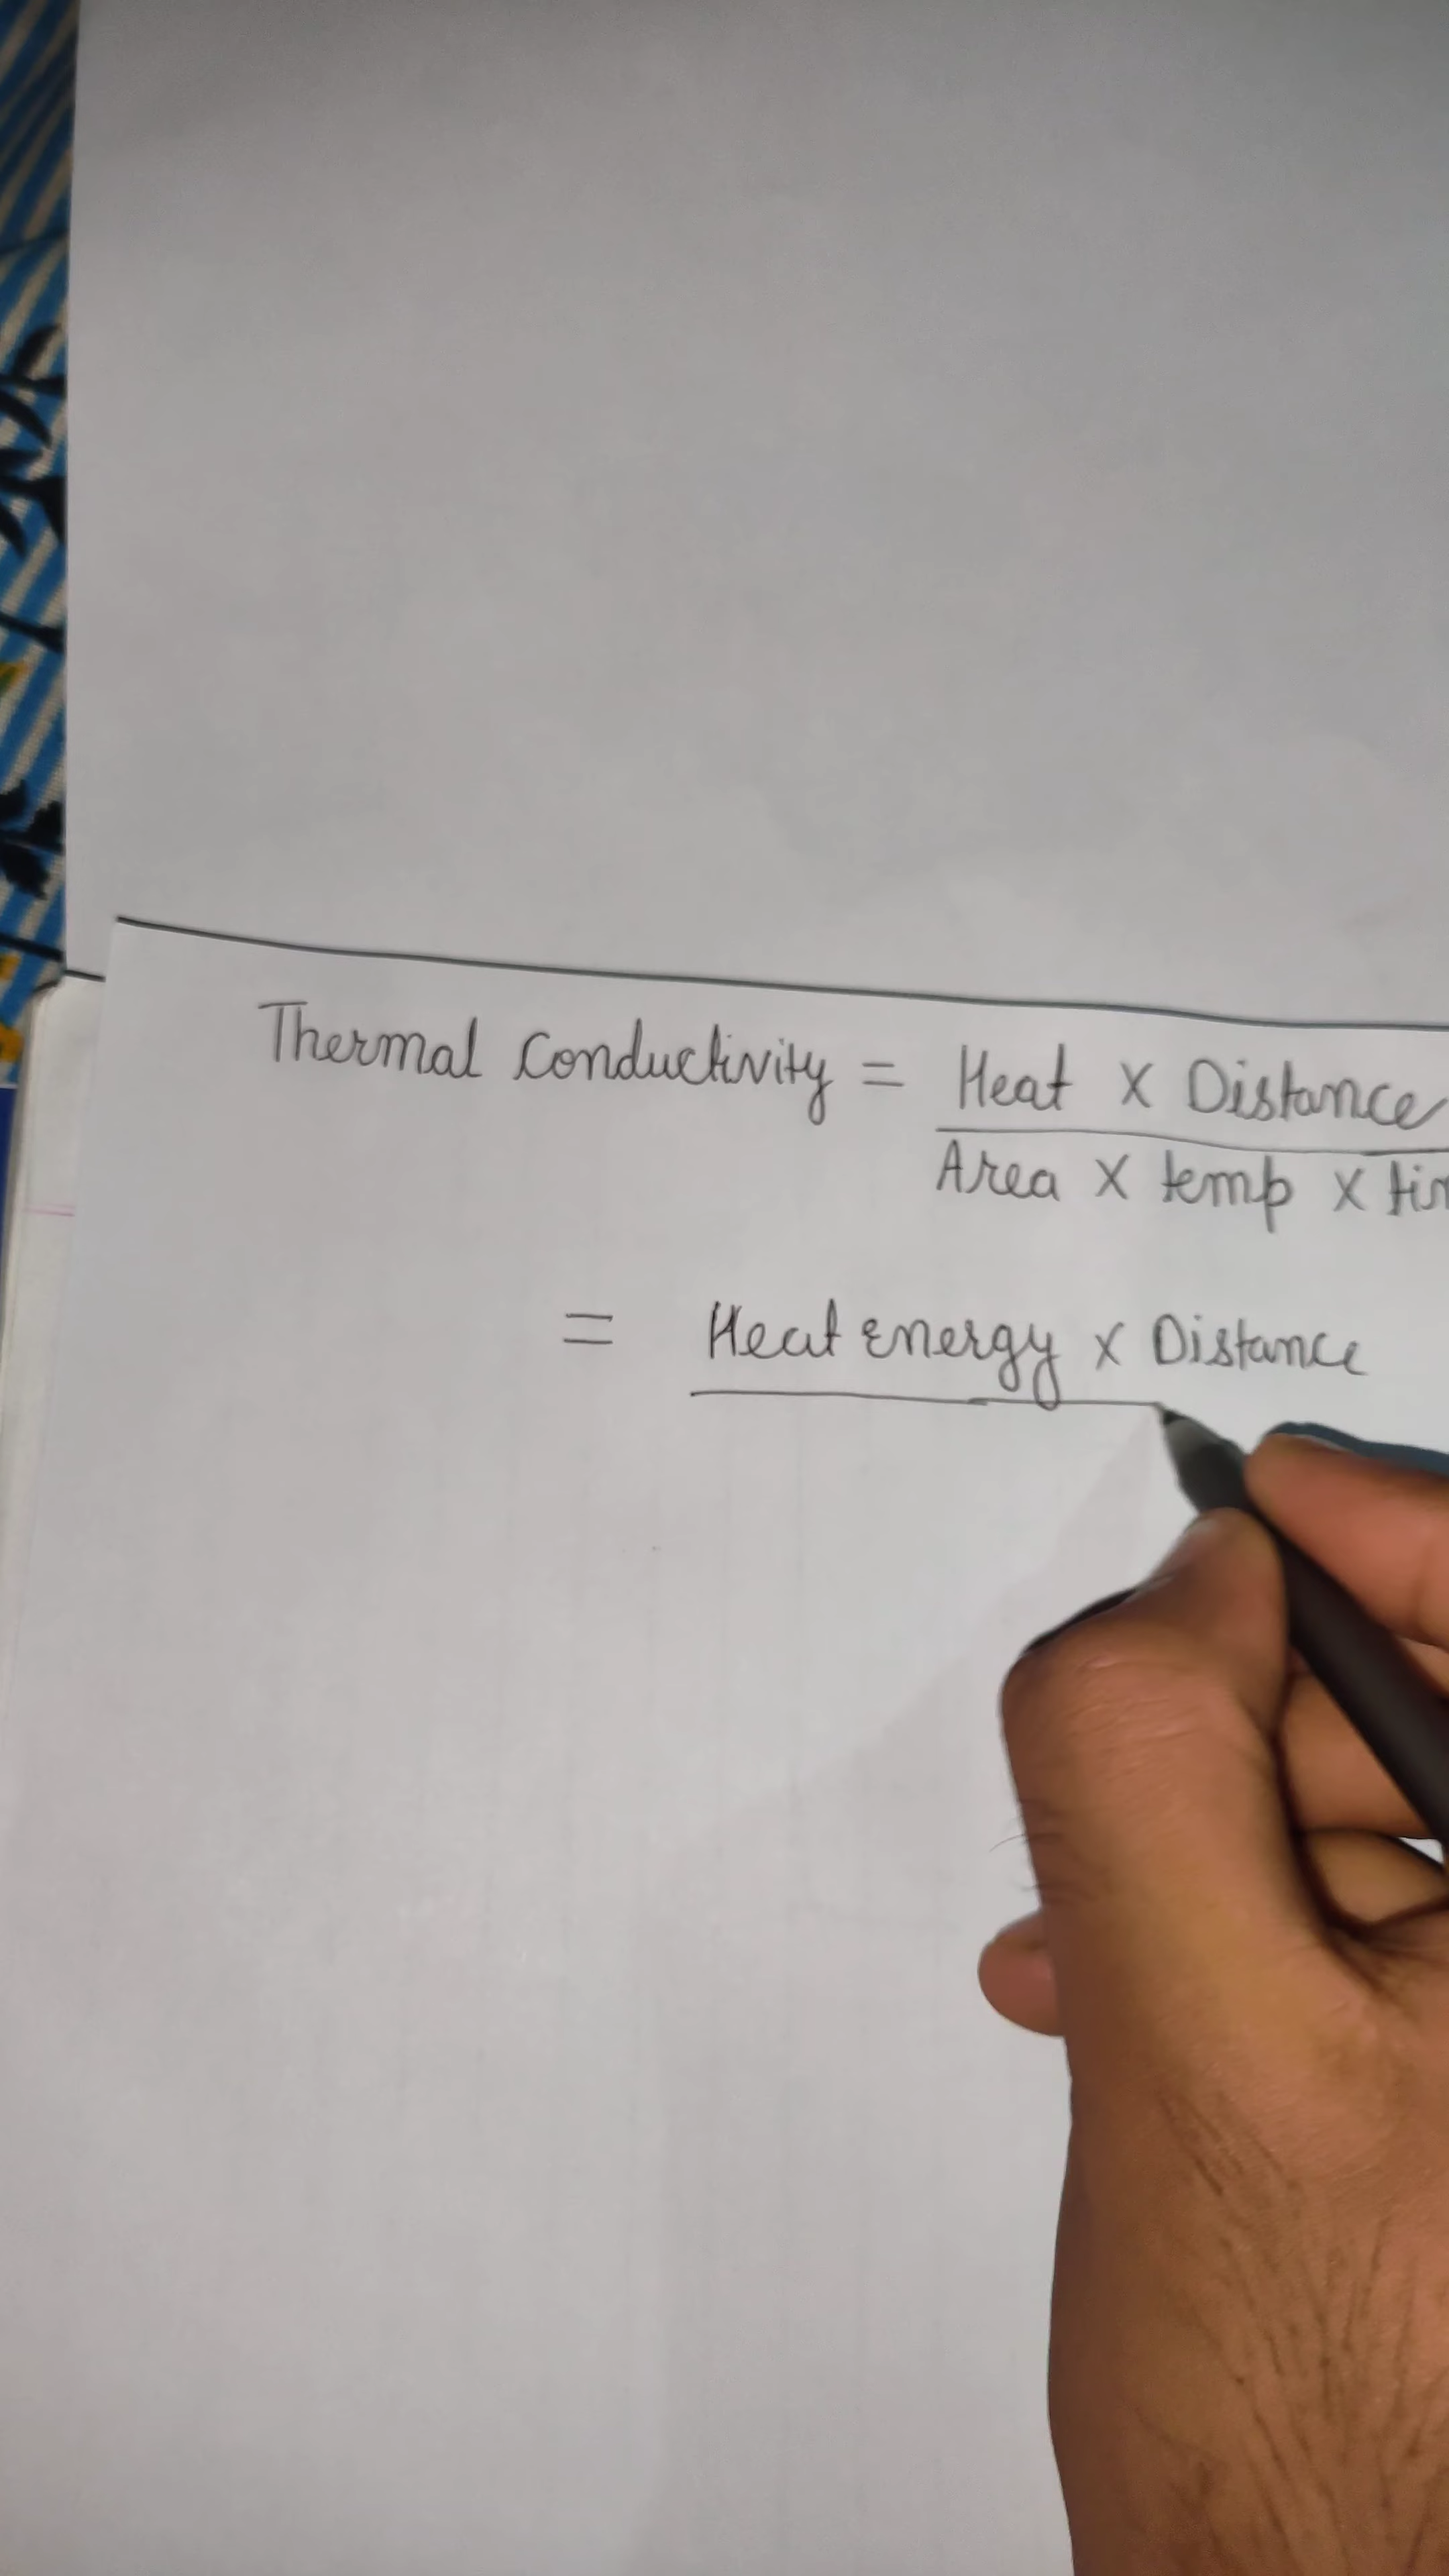 Thermal Conductivity = Heat X Distance
Area X temp X
= Heat Energy X Distance